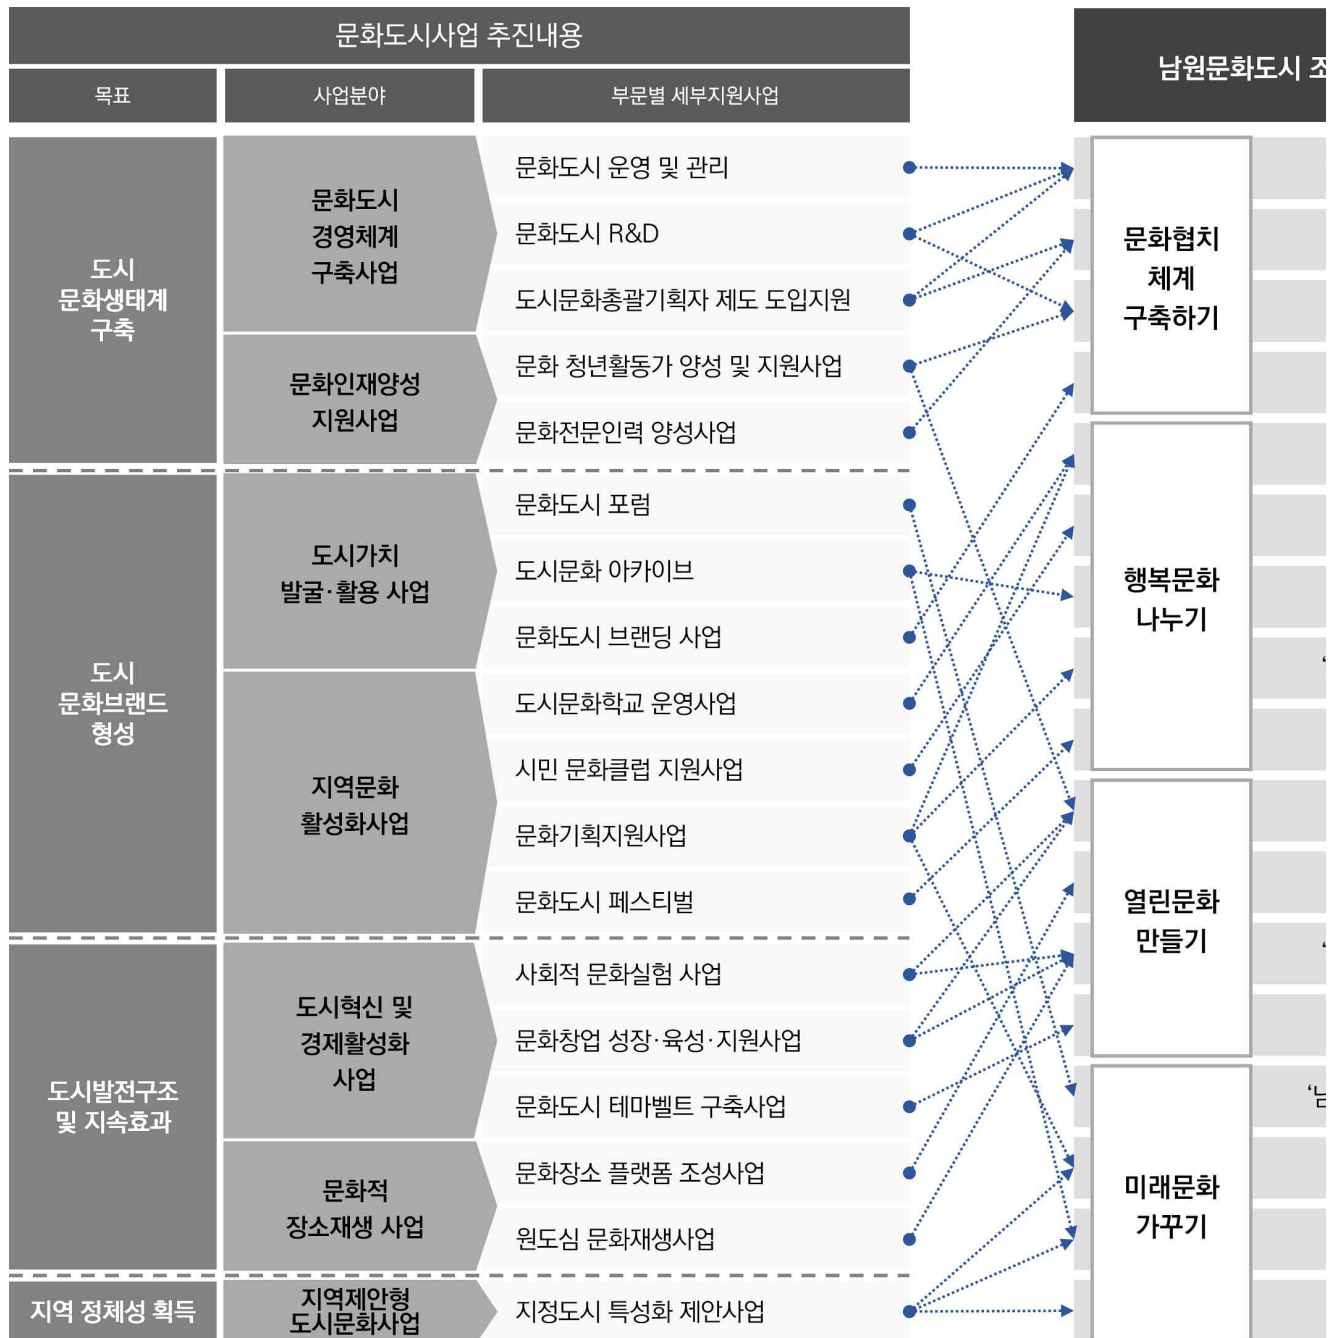 문화도시사업 추진내용
목표
사업분야
부문별 세부지원사업
도시
문화생태계
구축
문화도시
경영체계
구축사업
문화도시 운영 및 관리
문화도시 R&D
도시문화총괄기획자 제도 도입지원
문화인재양성
지원사업
문화 청년활동가 양성 및 지원사업
문화전문인력 양성사업
도시
문화브랜드
형성
도시가치
발굴·활용 사업
문화도시 포럼
도시문화 아카이브
문화도시 브랜딩 사업
지역문화
활성화사업
도시문화학교 운영사업
시민 문화클럽 지원사업
문화기획지원사업
문화도시 페스티벌
도시발전구조
및 지속효과
도시혁신 및
경제활성화
사업
사회적 문화실험 사업
문화창업 성장·육성·지원사업
문화도시 테마벨트 구축사업
문화적
장소재생 사업
문화장소 플랫폼 조성사업
원도심 문화재생사업
지역 정체성 획득
지역제안형
도시문화사업
지정도시 특성화 제안사업
남원문화도시 조
문화협치
체계
구축하기
행복문화
나누기
열린문화
만들기
미래문화
가꾸기